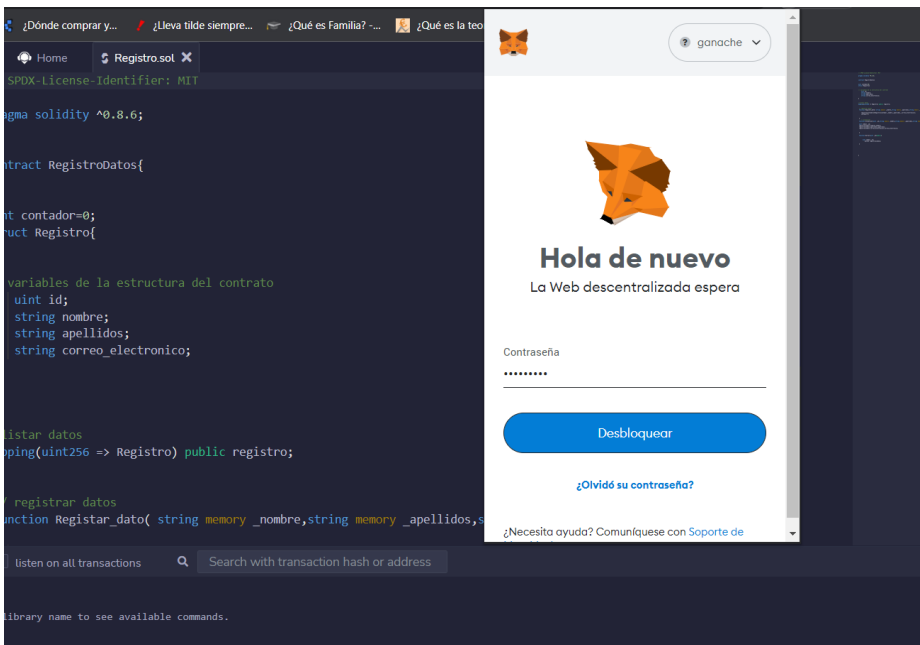 ¿Dónde comprar y... ¿Lleva tilde siempre... ¿Qué es Familia? -... ¿Qué es la teo
Home Registro.sol
SPDX-License-Identifier: MIT
agma solidity ^0.8.6;
ntract RegistroDatos{
nt contador=0;
ruct Registro{
variables de la estructura del contrato
uint id;
string nombre;
string apellidos;
string correo_electronico;
listar datos
pping(uint256 => Registro) public registro;
/ registrar datos
unction Registar_dato( string memory _nombre,string memory _apellidos,s
listen on all transactions Search with transaction hash or address
library name to see available commands.
ganache
Hola de nuevo
La Web descentralizada espera
Contraseña
•••••••••
Desbloquear
¿Olvidó su contraseña?
¿Necesita ayuda? Comuníquese con Soporte de